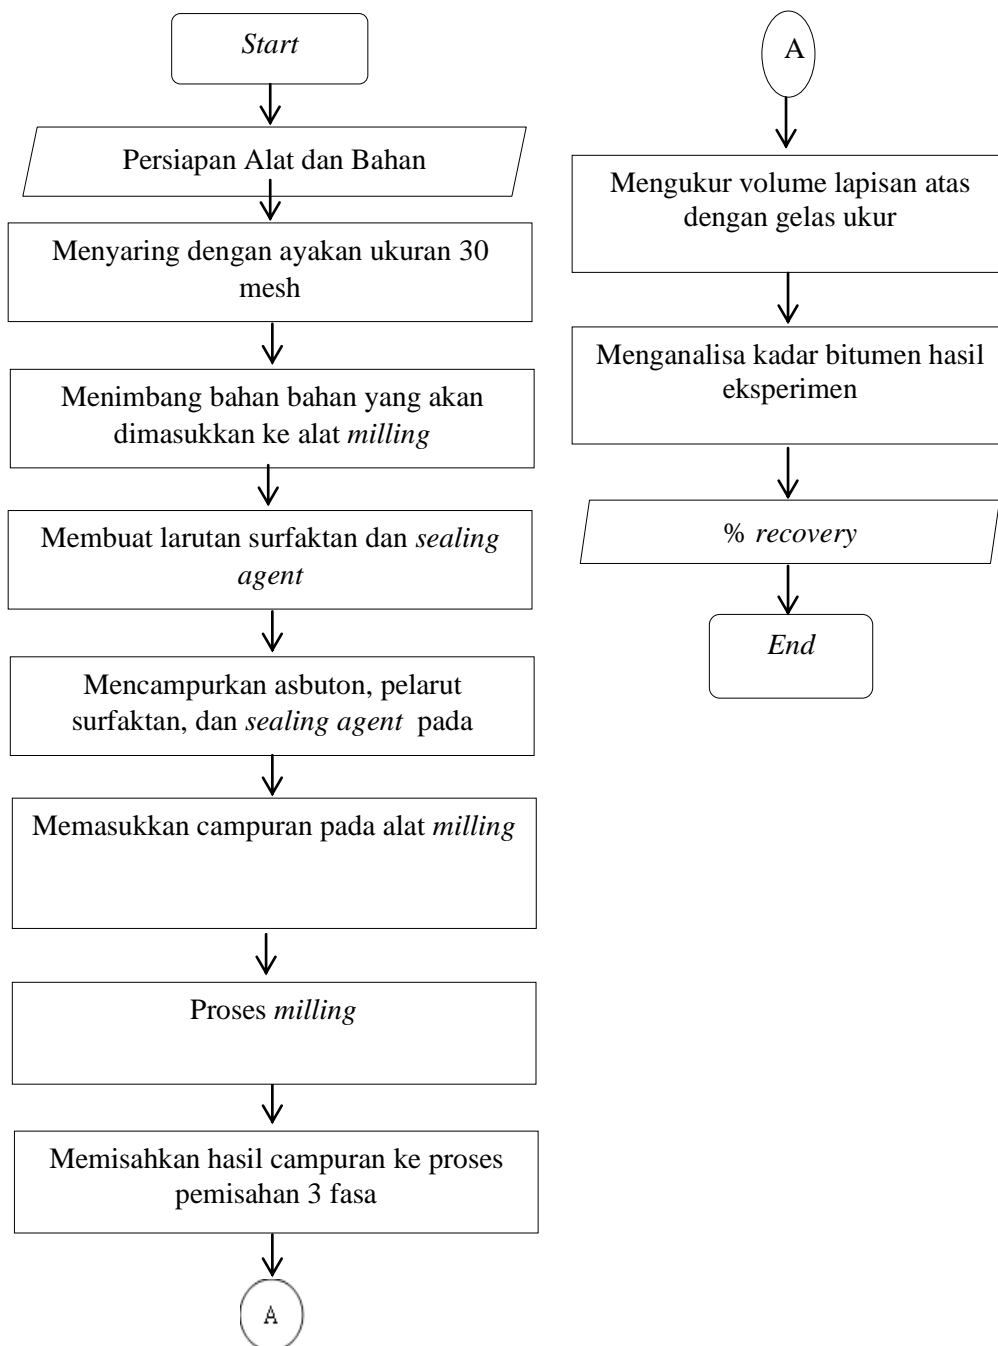 Start
Persiapan Alat dan Bahan
Menyaring dengan ayakan ukuran 30
mesh
Menimbang bahan bahan yang akan
dimasukkan ke alat milling
Membuat larutan surfaktan dan sealing
agent
Mencampurkan asbuton, pelarut
surfaktan, dan sealing agent pada
Memasukkan campuran pada alat milling
Proses milling
Memisahkan hasil campuran ke proses
pemisahan 3 fasa
A
A
Mengukur volume lapisan atas
dengan gelas ukur
Menganalisa kadar bitumen hasil
eksperimen
% recovery
End